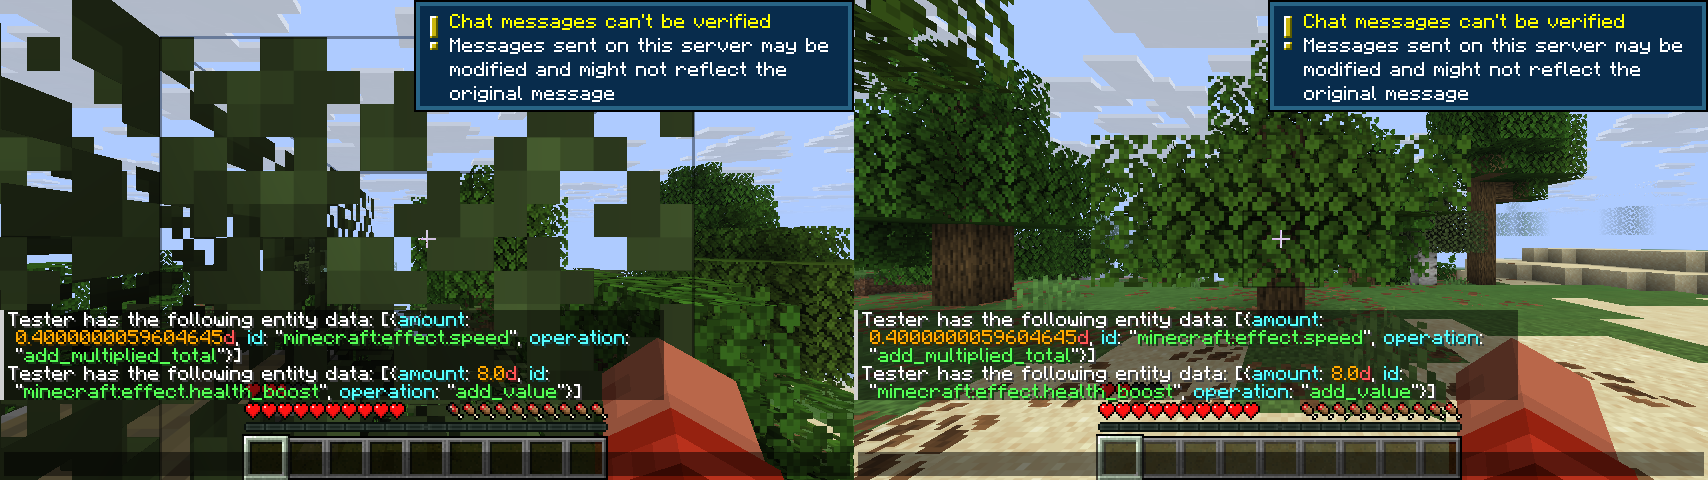 Chat messages can't be verified
Messages sent on this server may be
modified and might not reflect the
original message
Tester has the following entity data: [{amount:
0.4000000059604645d, id: "minecraft:effect.speed", operation:
"add_multiplied_total"}]
Tester has the following entity data: [{amount: 8.0d, id:
"minecraft:effect.health_boost", operation: "add_value"}]
Chat messages can't be verified
Messages sent on this server may be
modified and might not reflect the
original message
Tester has the following entity data: [{amount:
0.4000000059604645d, id: "minecraft:effect.speed", operation:
"add_multiplied_total"}]
Tester has the following entity data: [{amount: 8.0d, id:
"minecraft:effect.health_boost", operation: "add_value"}]